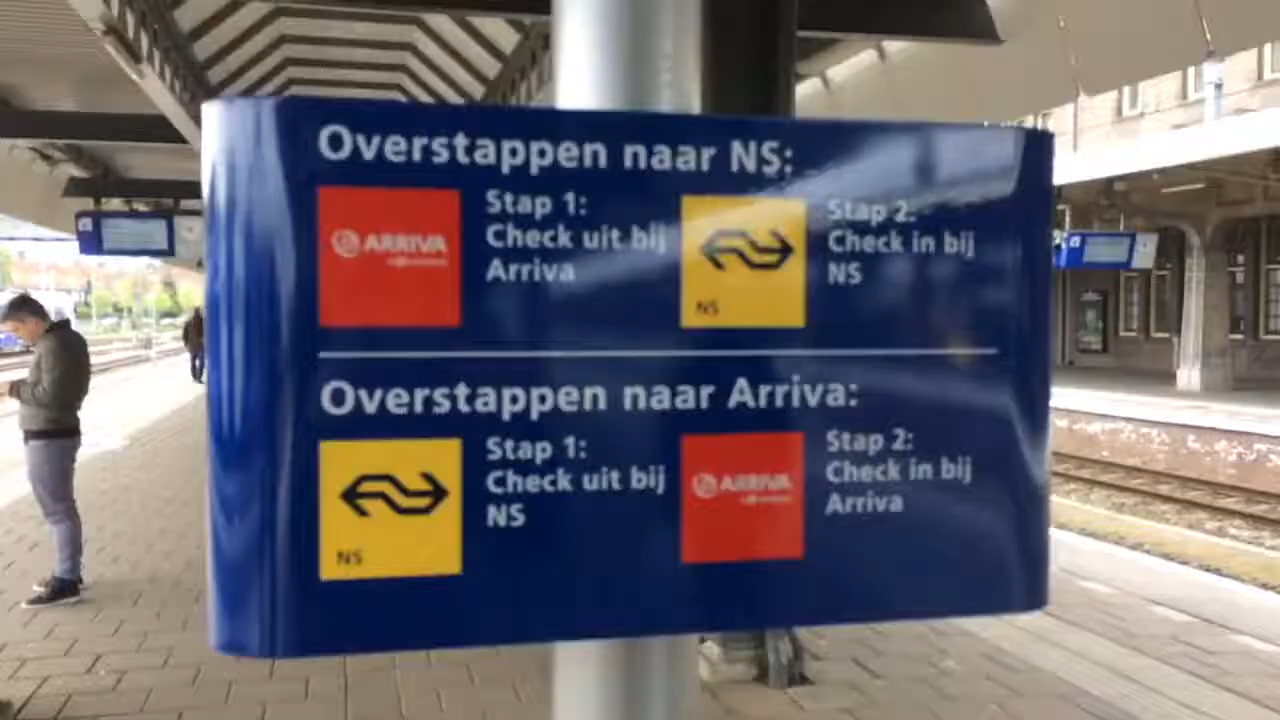 Overstappen naar NS:
ARRIVA
Stap 1:
Check uit bij
Arriva
NS
Stap 2:
Check in bij
NS
Overstappen naar Arriva:
NS
Stap 1:
Check uit bij
NS
ARRIVA
Stap 2:
Check in bij
Arriva